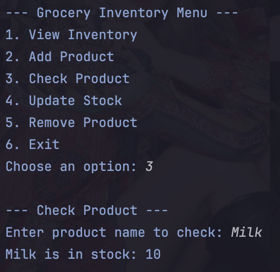 --- Grocery Inventory Menu ---
1. View Inventory
2. Add Product
3. Check Product
4. Update Stock
5. Remove Product
6. Exit
Choose an option: 3
--- Check Product ---
Enter product name to check: Milk
Milk is in stock: 10